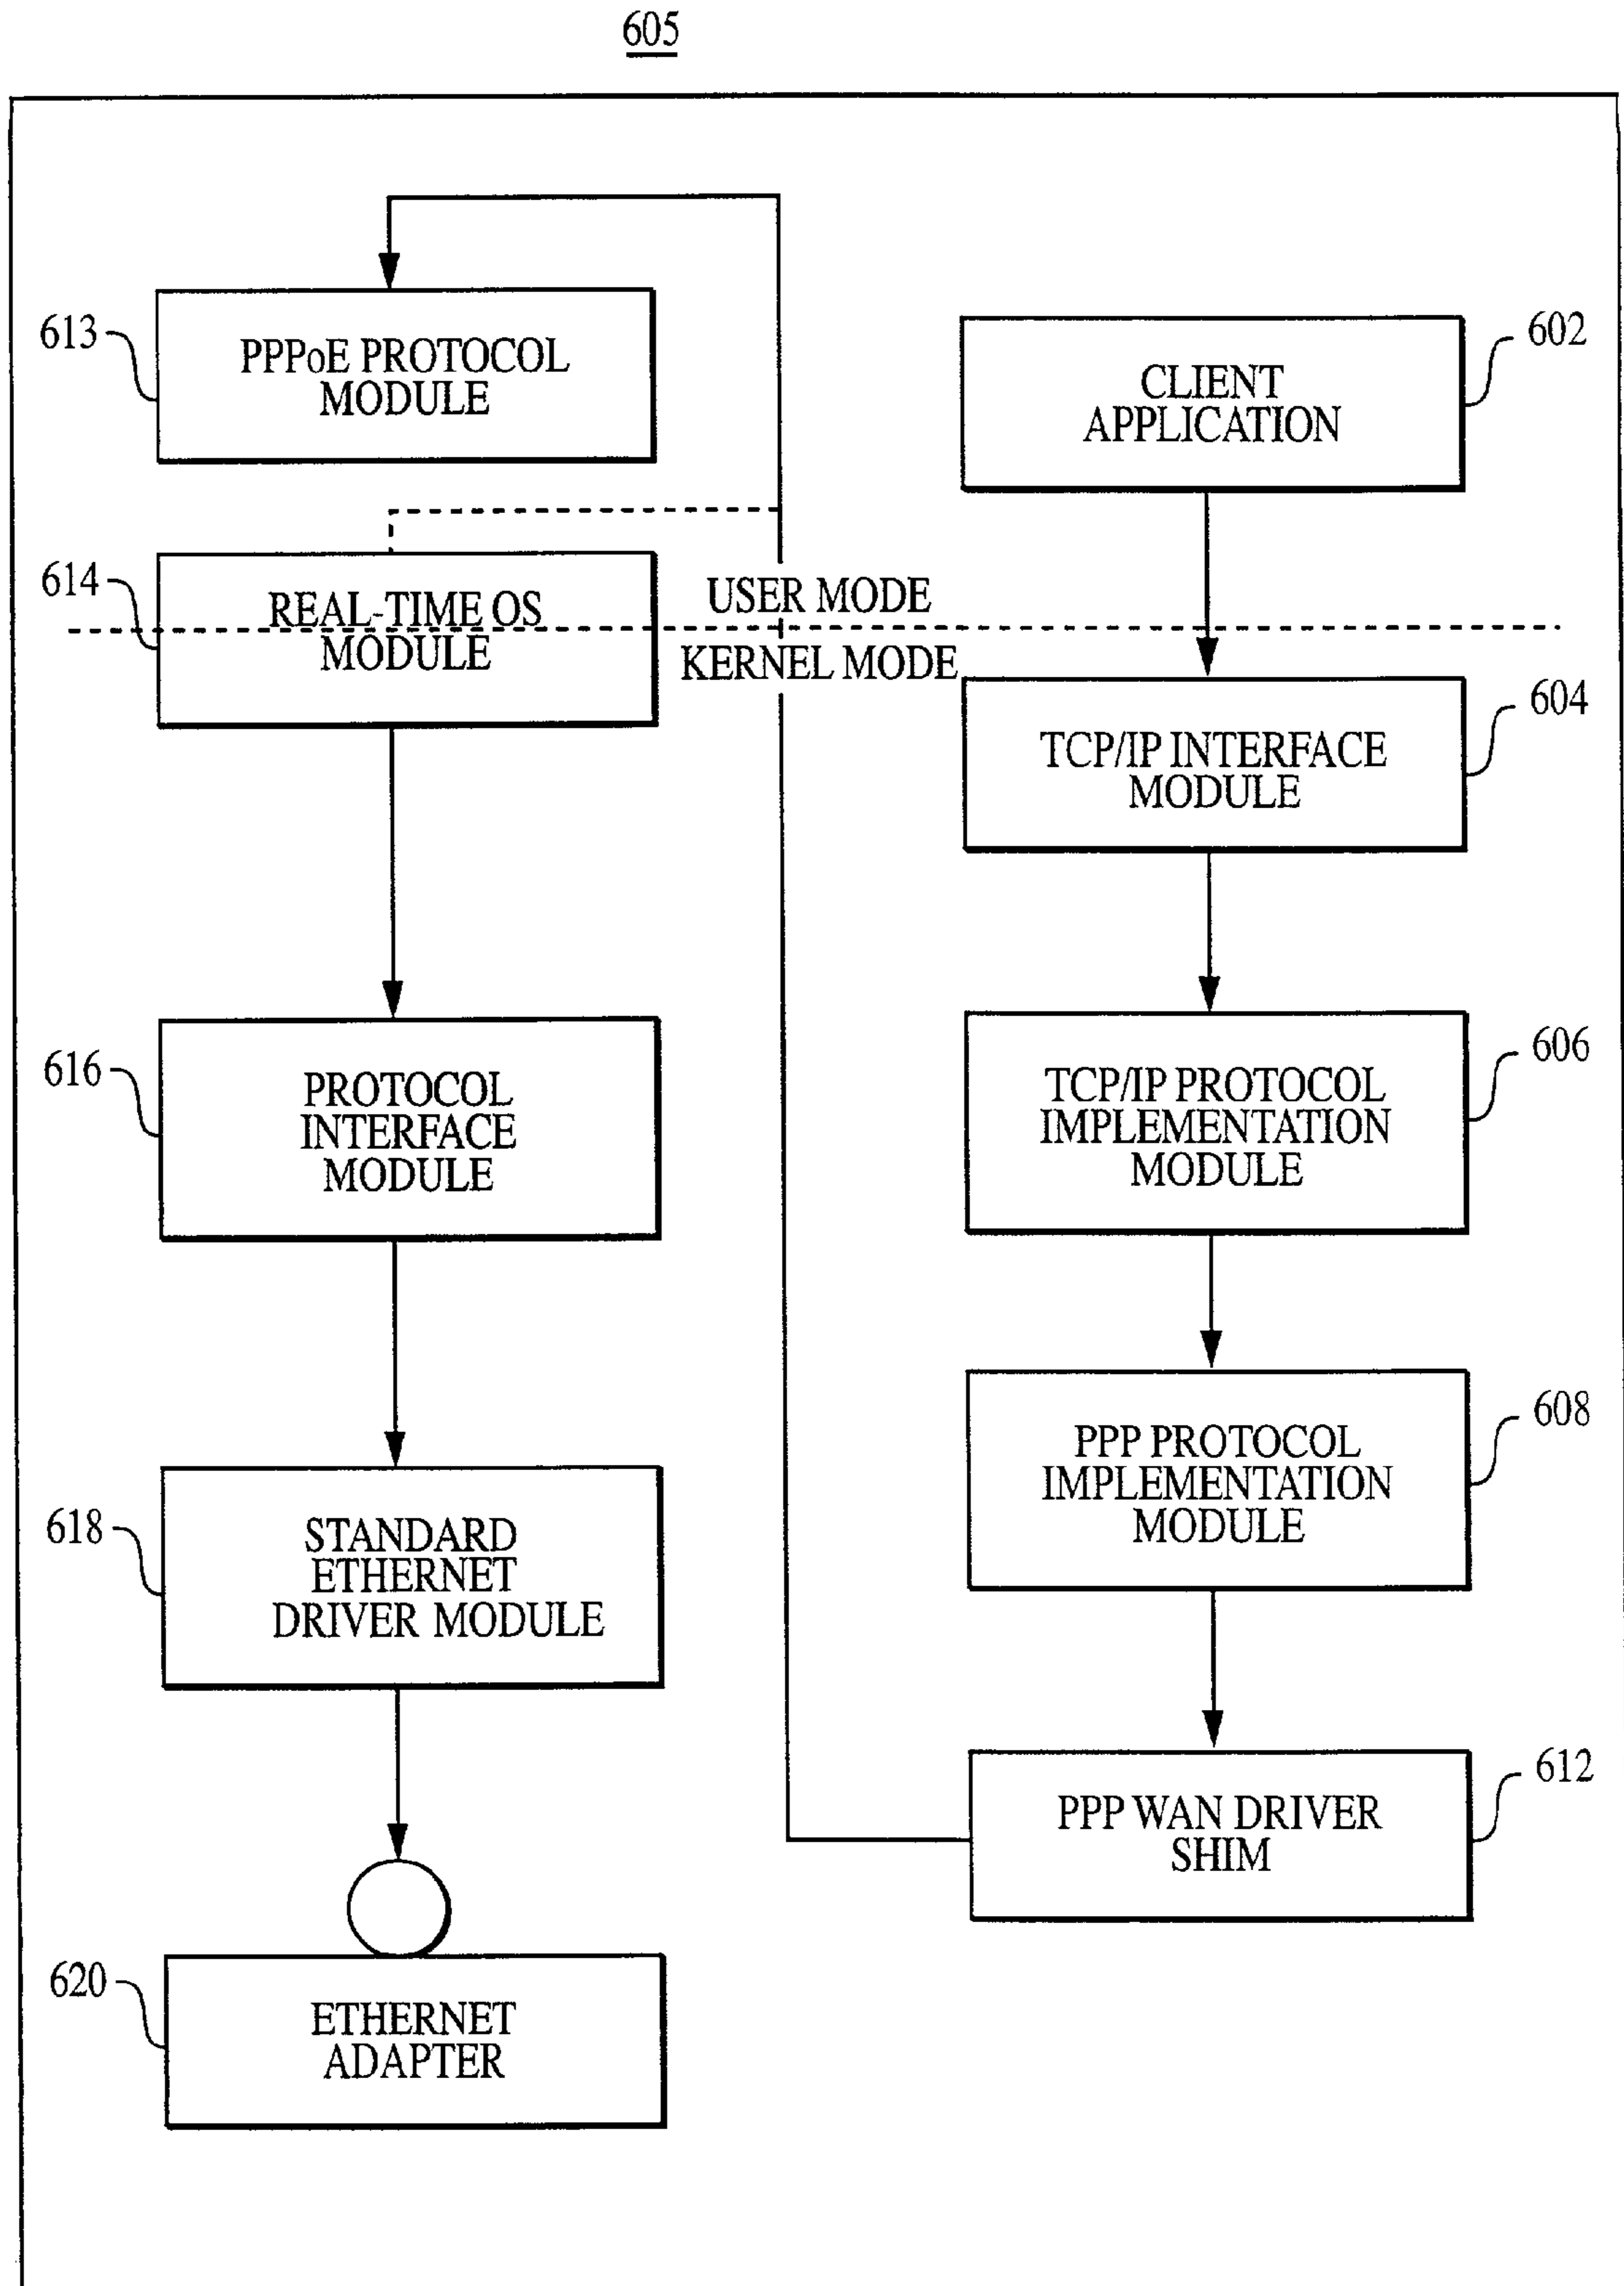 605
613
PPPoE PROTOCOL
MODULE
602
CLIENT
APPLICATION
614
REAL-TIME OS
MODULE
USER MODE
KERNEL MODE
604
TCP/IP INTERFACE
MODULE
616
PROTOCOL
INTERFACE
MODULE
606
TCP/IP PROTOCOL
IMPLEMENTATION
MODULE
608
PPP PROTOCOL
IMPLEMENTATION
MODULE
618
STANDARD
ETHERNET
DRIVER MODULE
612
PPP WAN DRIVER
SHIM
620
ETHERNET
ADAPTER